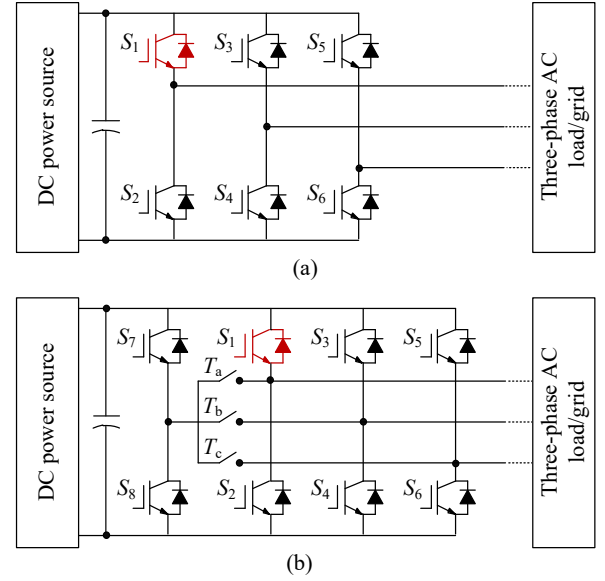 DC power source
S1
S3
S5
S2
S4
S6
Three-phase AC
load/grid
(a)
DC power source
S7
S1
S3
S5
Ta
Tb
Tc
S8
S2
S4
S6
Three-phase AC
load/grid
(b)